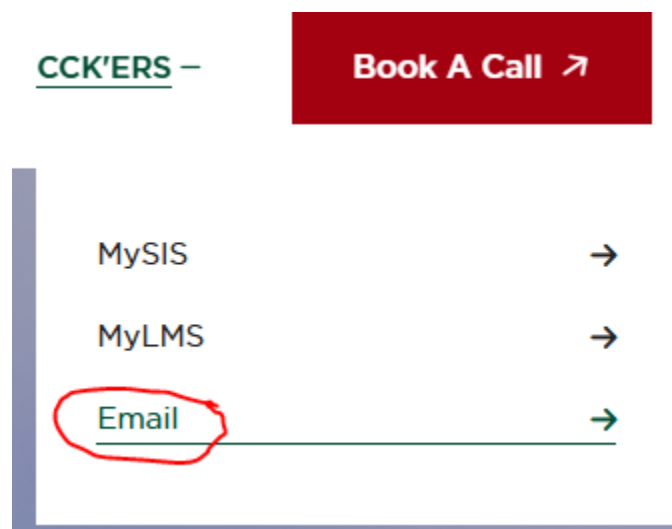 CCK'ERS –
Book A Call ↗
MySIS →
MyLMS →
Email →